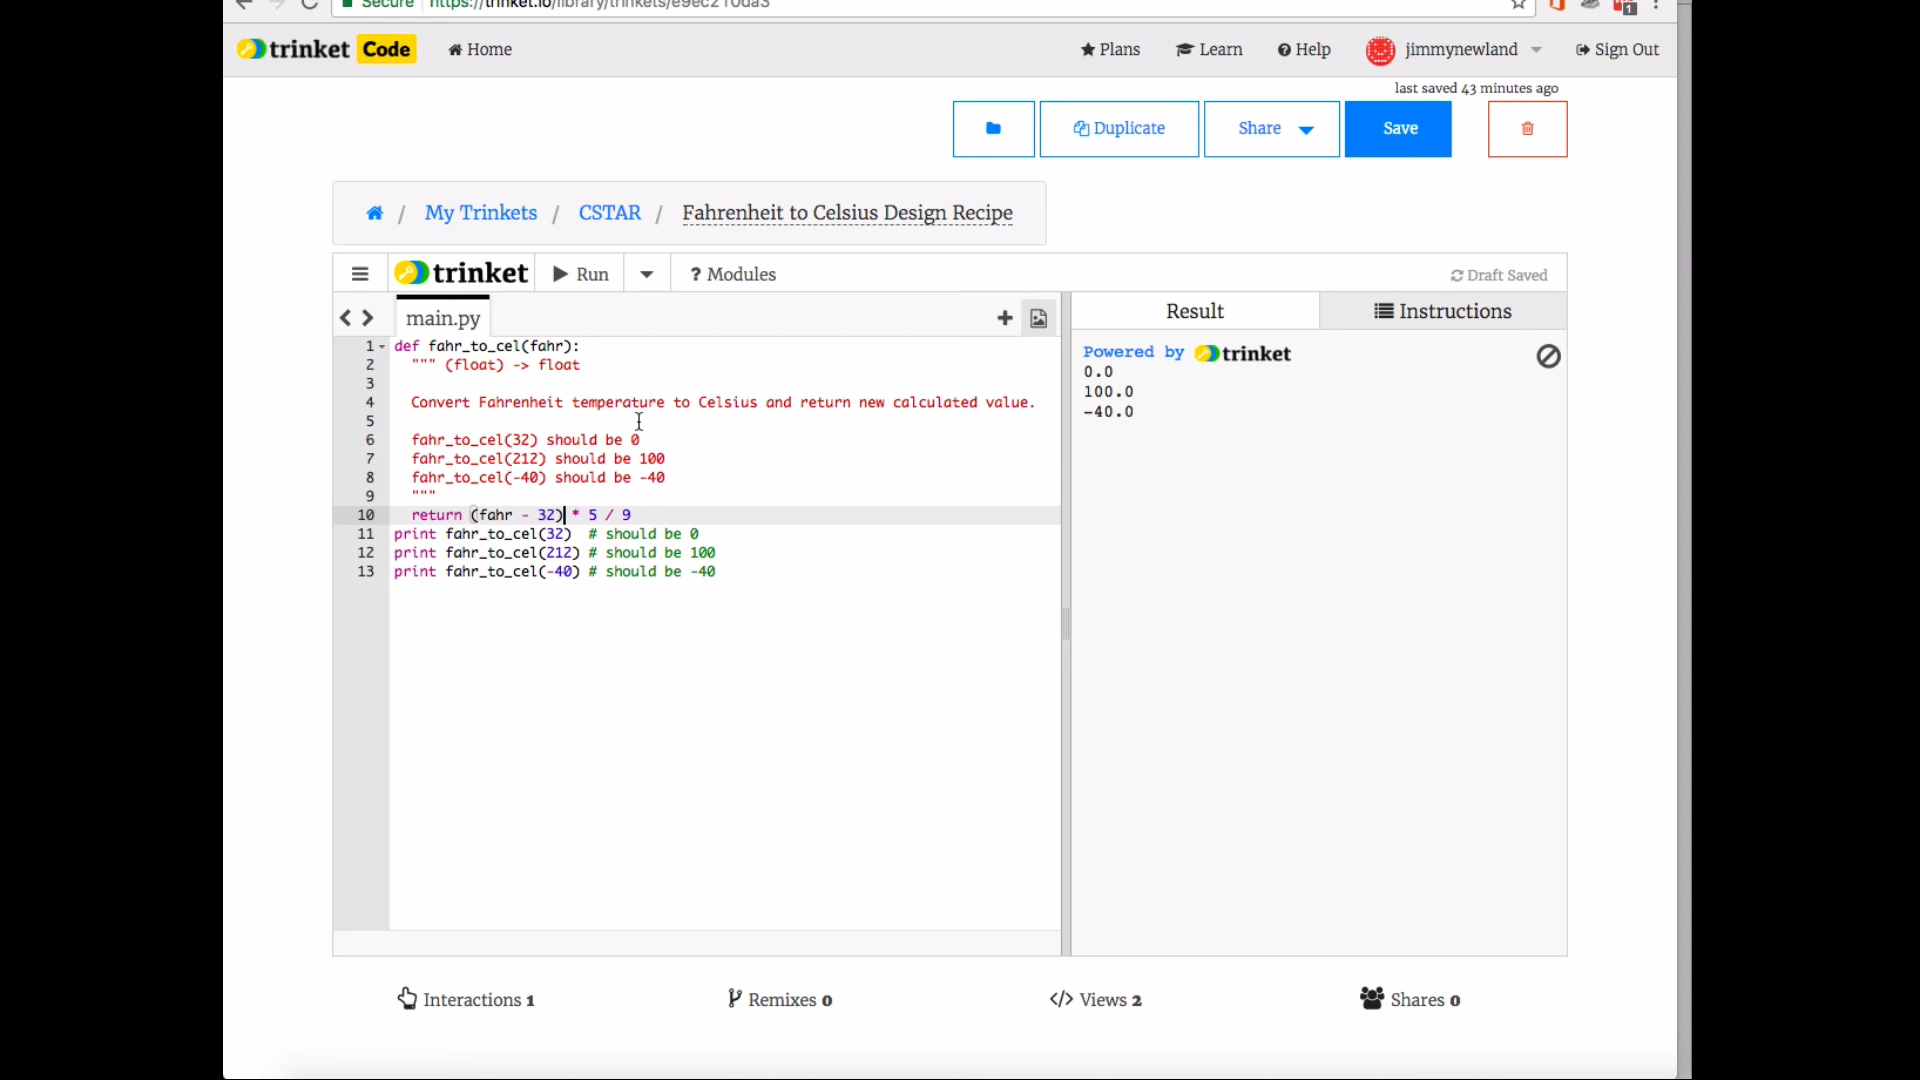 Secure https://trinket.io/library/trinkets/e9ec210da3
trinket Code Home Plans Learn Help jimmynewland Sign Out
last saved 43 minutes ago
Duplicate Share Save
/ My Trinkets / CSTAR / Fahrenheit to Celsius Design Recipe
trinket Run ? Modules Draft Saved
main.py
Result Instructions
1 def fahr_to_cel(fahr):
2 """ (float) -> float
3
4 Convert Fahrenheit temperature to Celsius and return new calculated value.
5
6 fahr_to_cel(32) should be 0
7 fahr_to_cel(212) should be 100
8 fahr_to_cel(-40) should be -40
9 """
10 return (fahr - 32) * 5 / 9
11 print fahr_to_cel(32)  # should be 0
12 print fahr_to_cel(212) # should be 100
13 print fahr_to_cel(-40) # should be -40
Powered by trinket
0.0
100.0
-40.0
Interactions 1 Remixes 0 </> Views 2 Shares 0